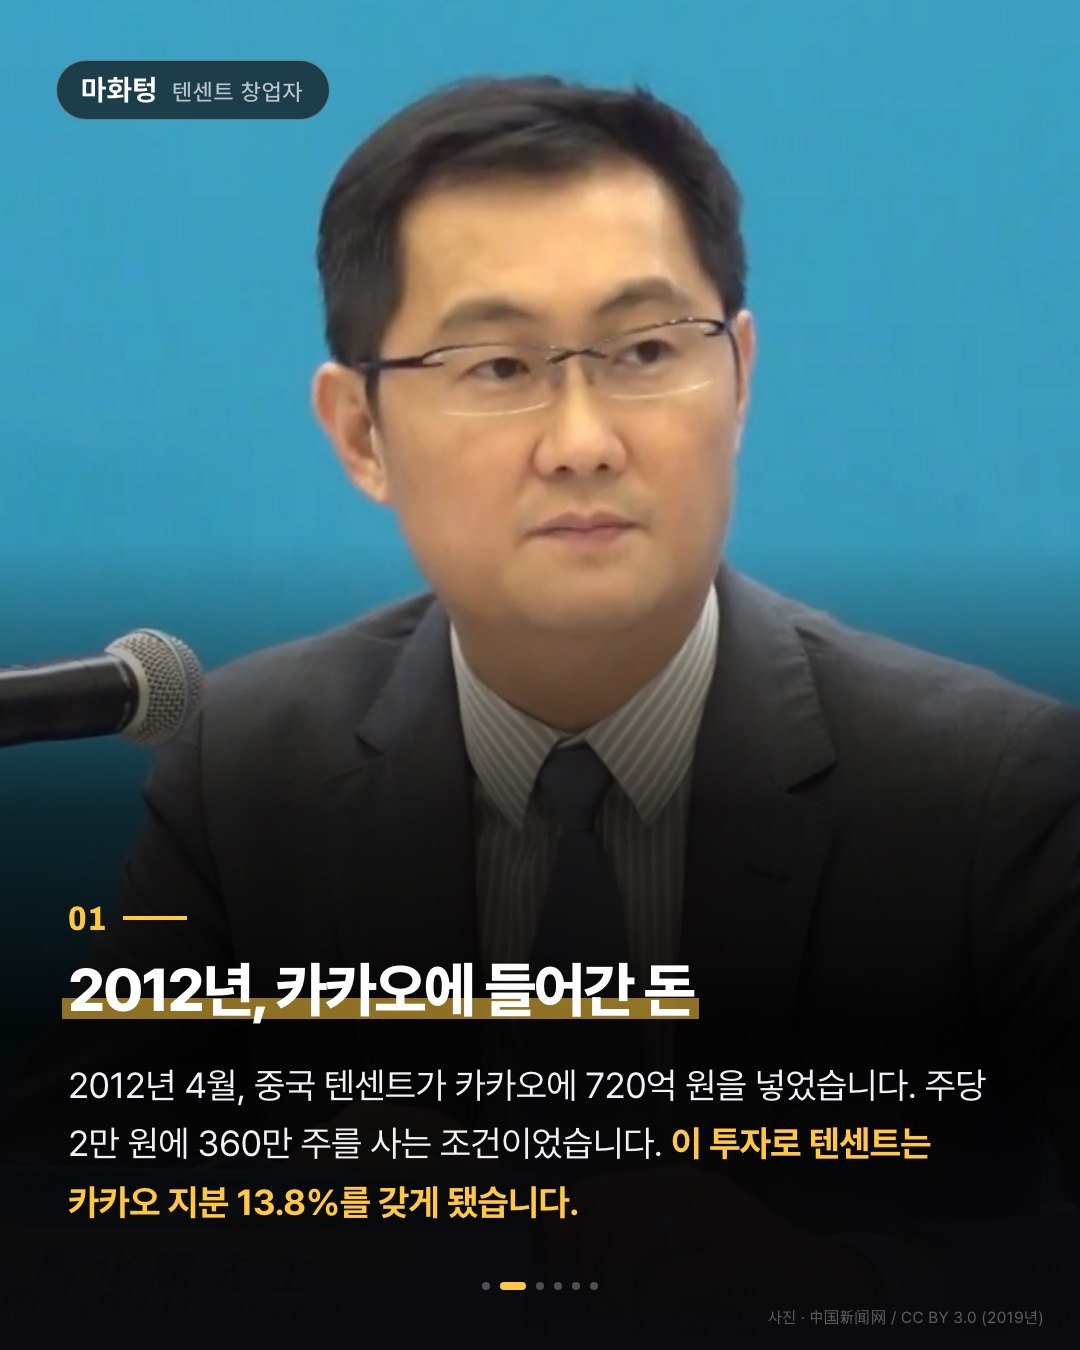 마화텅 텐센트 창업자
01
2012년, 카카오에 들어간 돈
2012년 4월, 중국 텐센트가 카카오에 720억 원을 넣었습니다. 주당
2만 원에 360만 주를 사는 조건이었습니다. 이 투자로 텐센트는
카카오 지분 13.8%를 갖게 됐습니다.
사진 · 中国新闻网 / CC BY 3.0 (2019년)